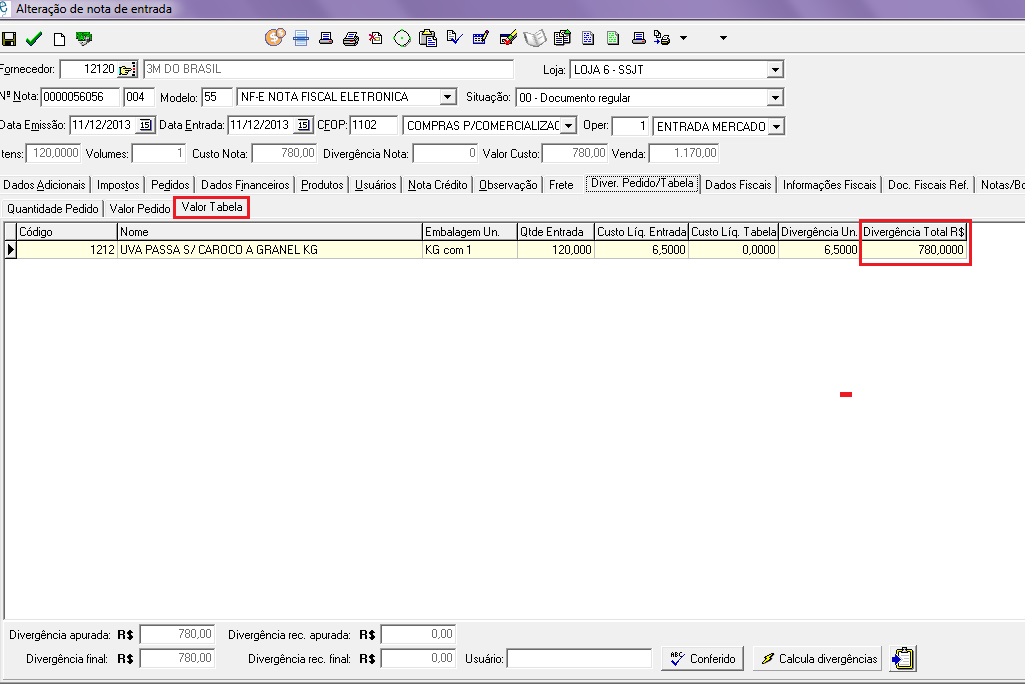 Alteração de nota de entrada
Fornecedor: 12120 3M DO BRASIL Loja: LOJA 6 - SSJT
Nº Nota: 0000056056 004 Modelo: 55 NF-E NOTA FISCAL ELETRONICA Situação: 00 - Documento regular
Data Emissão: 11/12/2013 15 Data Entrada: 11/12/2013 15 CFOP: 1102 COMPRAS P/COMERCIALIZAC Oper: 1 ENTRADA MERCADO
tens: 120,0000 Volumes: 1 Custo Nota: 780,00 Divergência Nota: 0 Valor Custo: 780,00 Venda: 1.170,00
Dados Adicionais Impostos Pedidos Dados Financeiros Produtos Usuários Nota Crédito Observação Frete Diver. Pedido/Tabela Dados Fiscais Informações Fiscais Doc. Fiscais Ref. Notas/Bo
Quantidade Pedido Valor Pedido Valor Tabela
Código Nome Embalagem Un. Qtde Entrada Custo Líq. Entrada Custo Líq. Tabela Divergência Un. Divergência Total R$
1212 UVA PASSA S/ CAROCO A GRANEL KG KG com 1 120,000 6,5000 0,0000 6,5000 780,0000
Divergência apurada: R$ 780,00 Divergência rec. apurada: R$ 0,00
Divergência final: R$ 780,00 Divergência rec. final: R$ 0,00 Usuário: ABC Conferido Calcula divergências